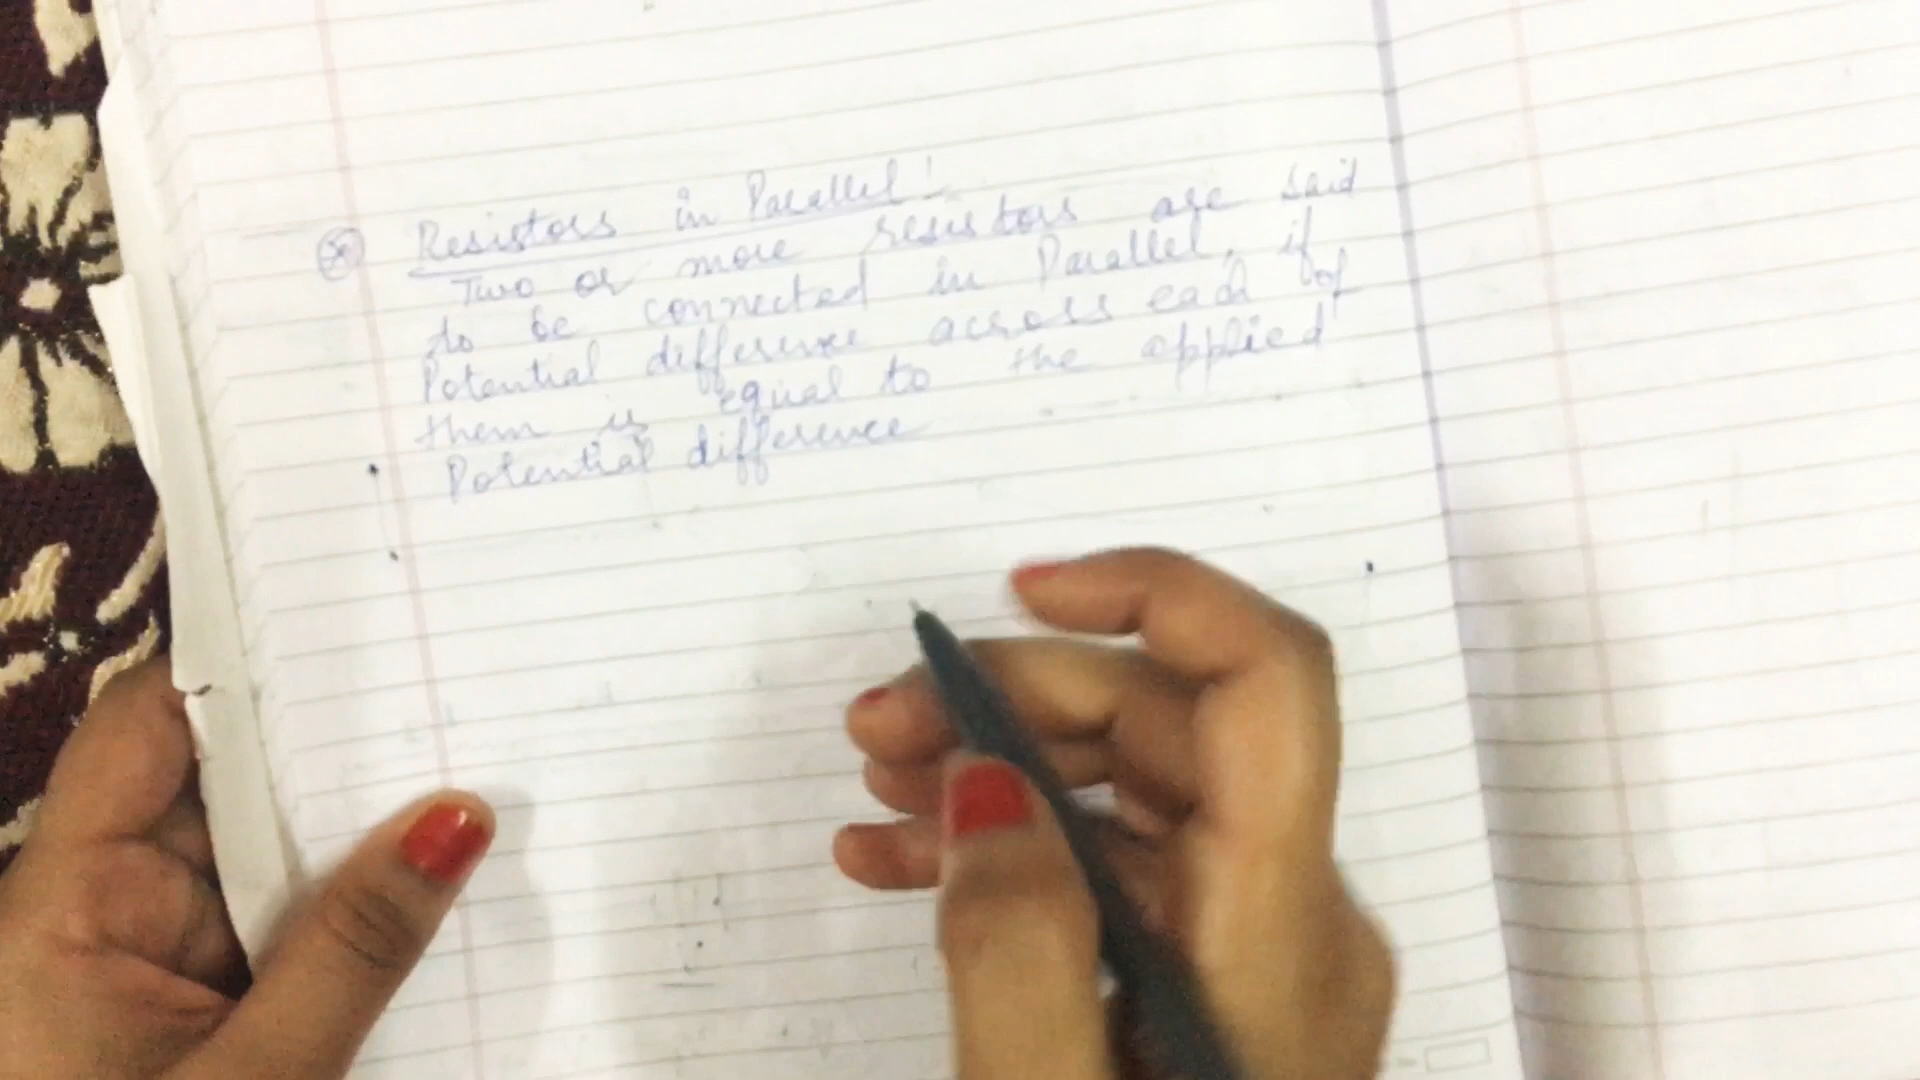 Resistors in Parallel!
Two or more resistors are said
to be connected in Parallel, if
Potential difference across each of
them is equal to the applied
Potential difference